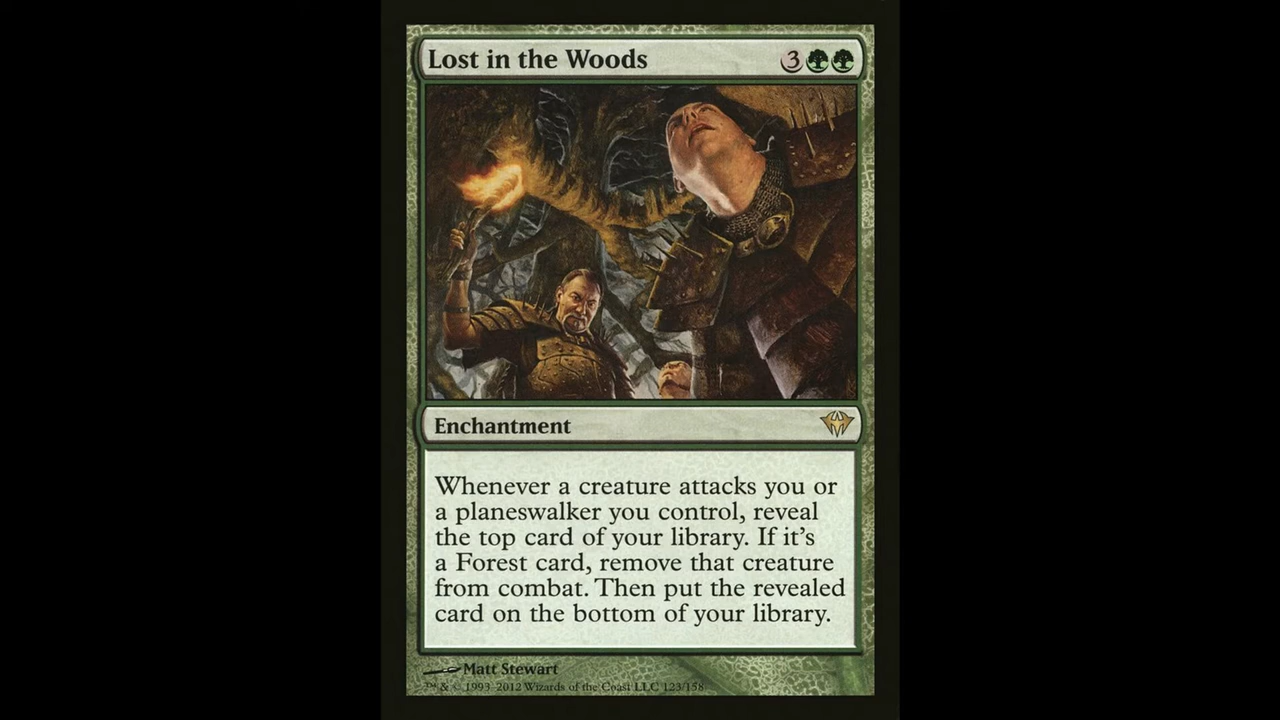 Lost in the Woods 3
Enchantment
Whenever a creature attacks you or
a planeswalker you control, reveal
the top card of your library. If it's
a Forest card, remove that creature
from combat. Then put the revealed
card on the bottom of your library.
Matt Stewart
™ & © 1993-2012 Wizards of the Coast LLC 123/158